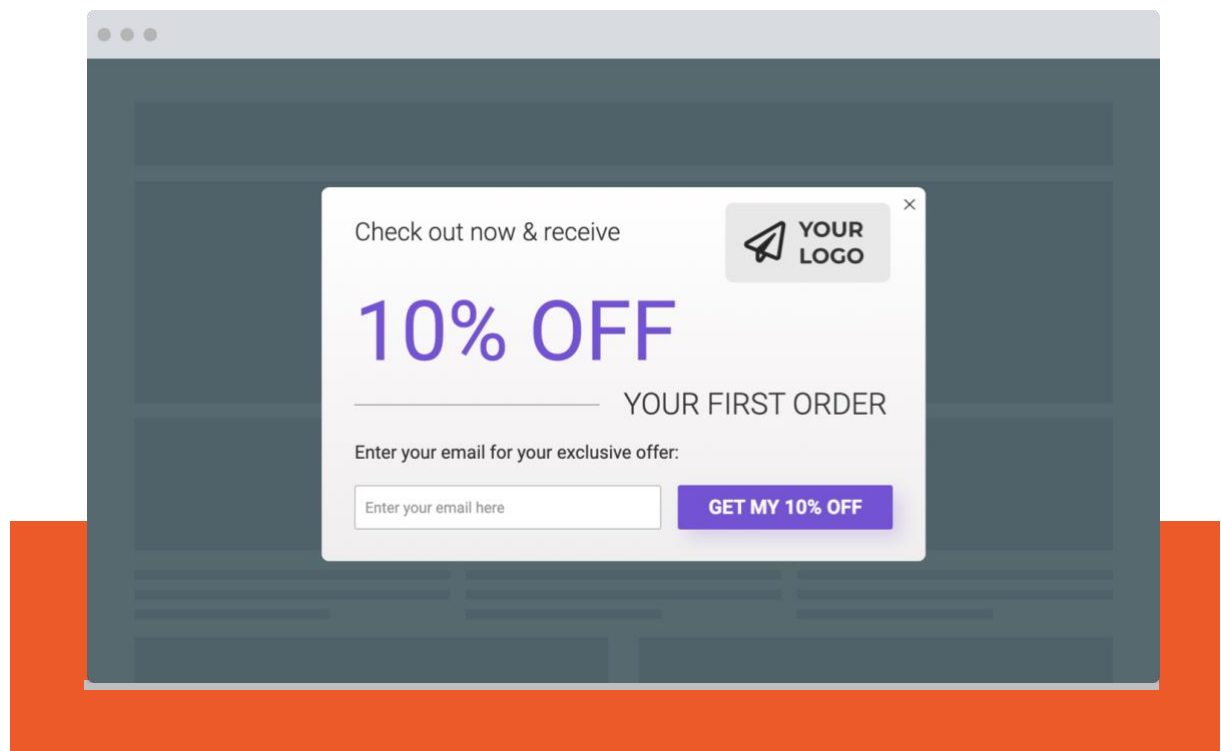 Check out now & receive
YOUR
LOGO
10% OFF
YOUR FIRST ORDER
Enter your email for your exclusive offer:
Enter your email here
GET MY 10% OFF